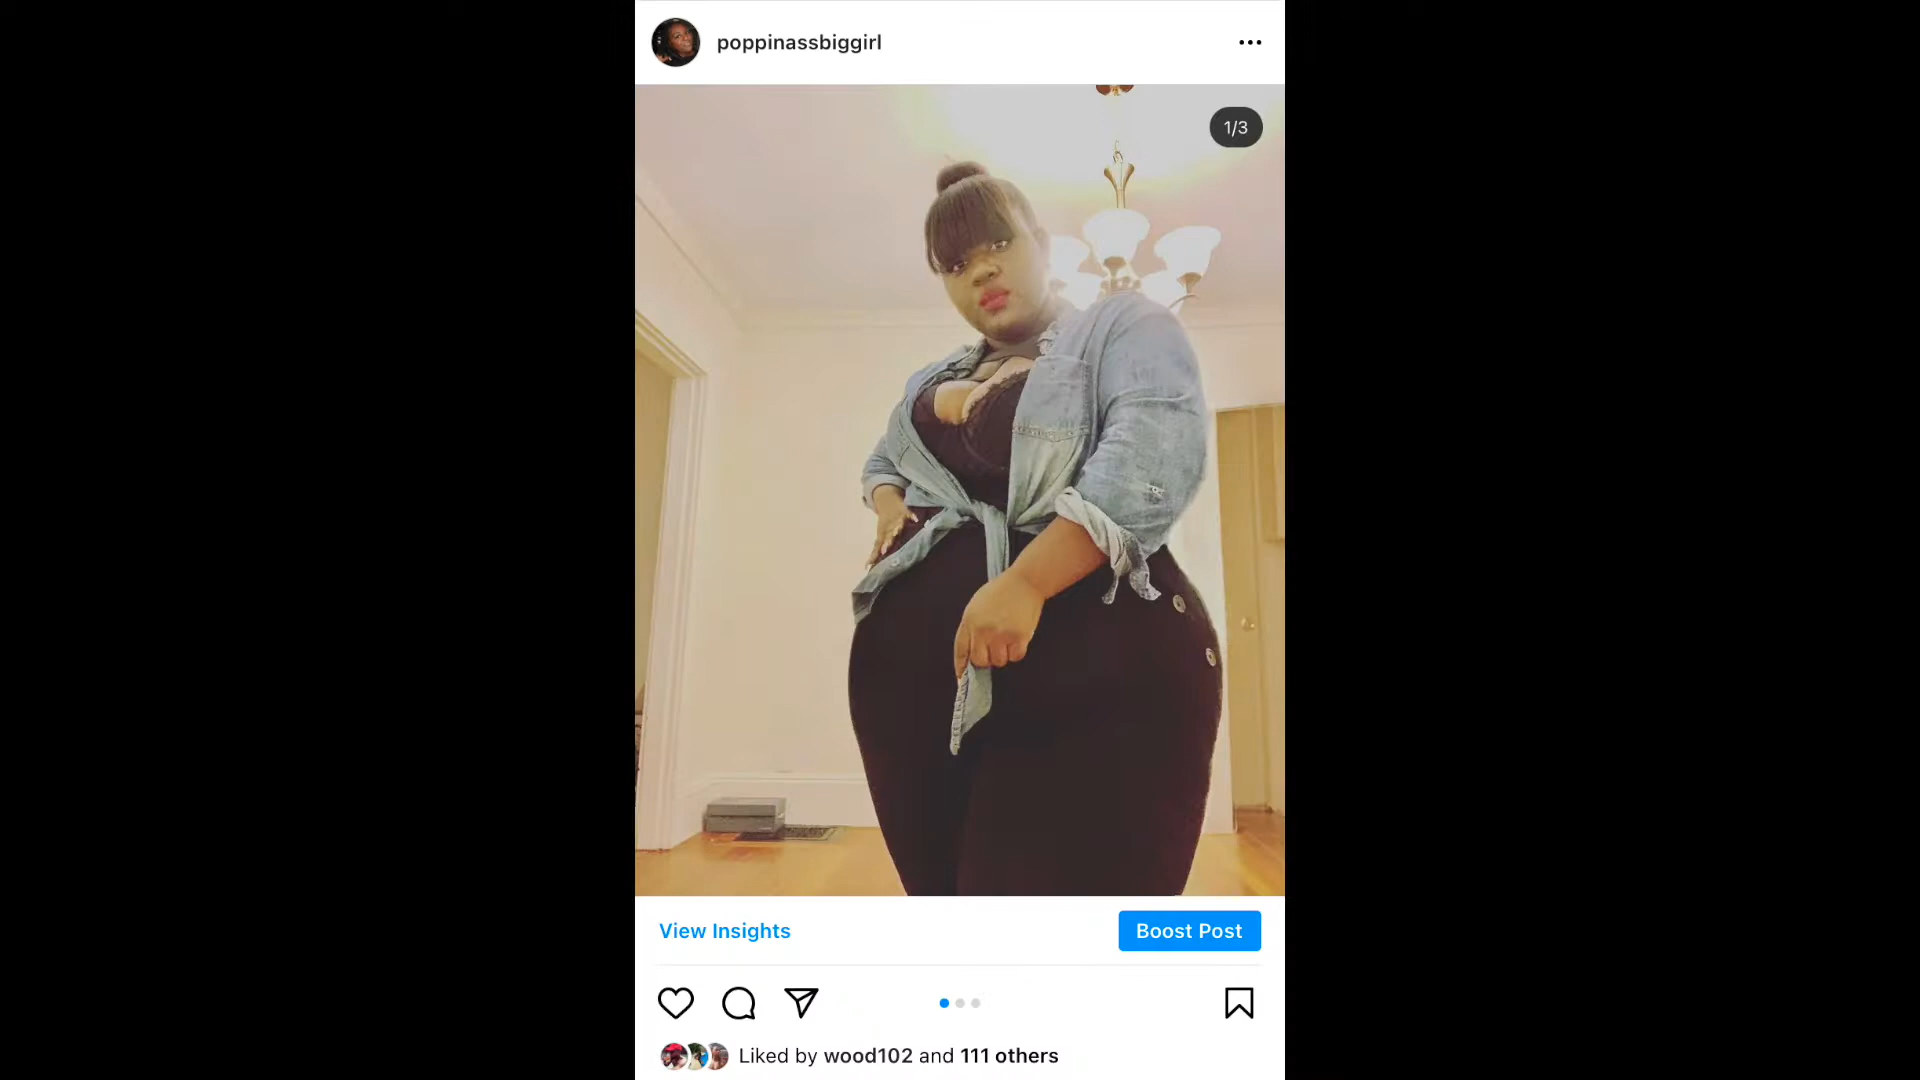 poppinassbiggirl
1/3
View Insights
Boost Post
Liked by wood102 and 111 others